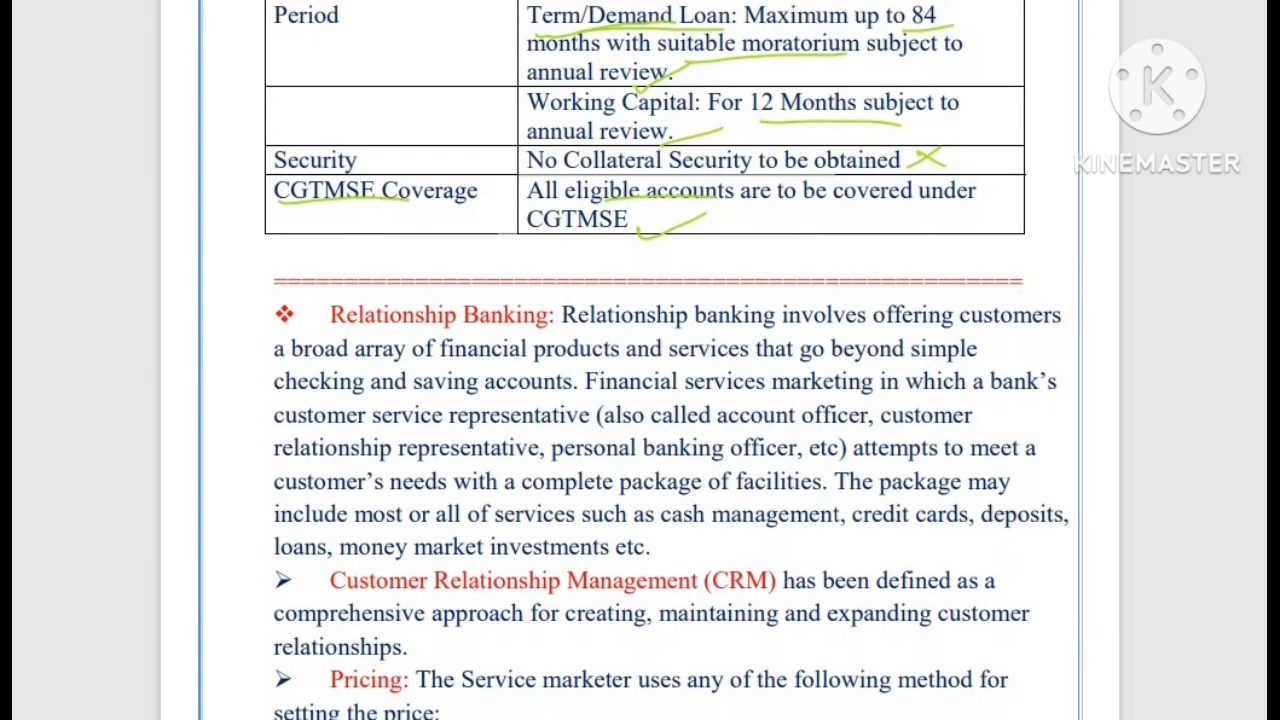 Period
Term/Demand Loan: Maximum up to 84
months with suitable moratorium subject to
annual review.
Working Capital: For 12 Months subject to
annual review.
Security
No Collateral Security to be obtained
CGTMSE Coverage
All eligible accounts are to be covered under
CGTMSE
K
KINEMASTER
=====================================================
❖ Relationship Banking: Relationship banking involves offering customers
a broad array of financial products and services that go beyond simple
checking and saving accounts. Financial services marketing in which a bank’s
customer service representative (also called account officer, customer
relationship representative, personal banking officer, etc) attempts to meet a
customer’s needs with a complete package of facilities. The package may
include most or all of services such as cash management, credit cards, deposits,
loans, money market investments etc.
➢ Customer Relationship Management (CRM) has been defined as a
comprehensive approach for creating, maintaining and expanding customer
relationships.
➢ Pricing: The Service marketer uses any of the following method for
setting the price: